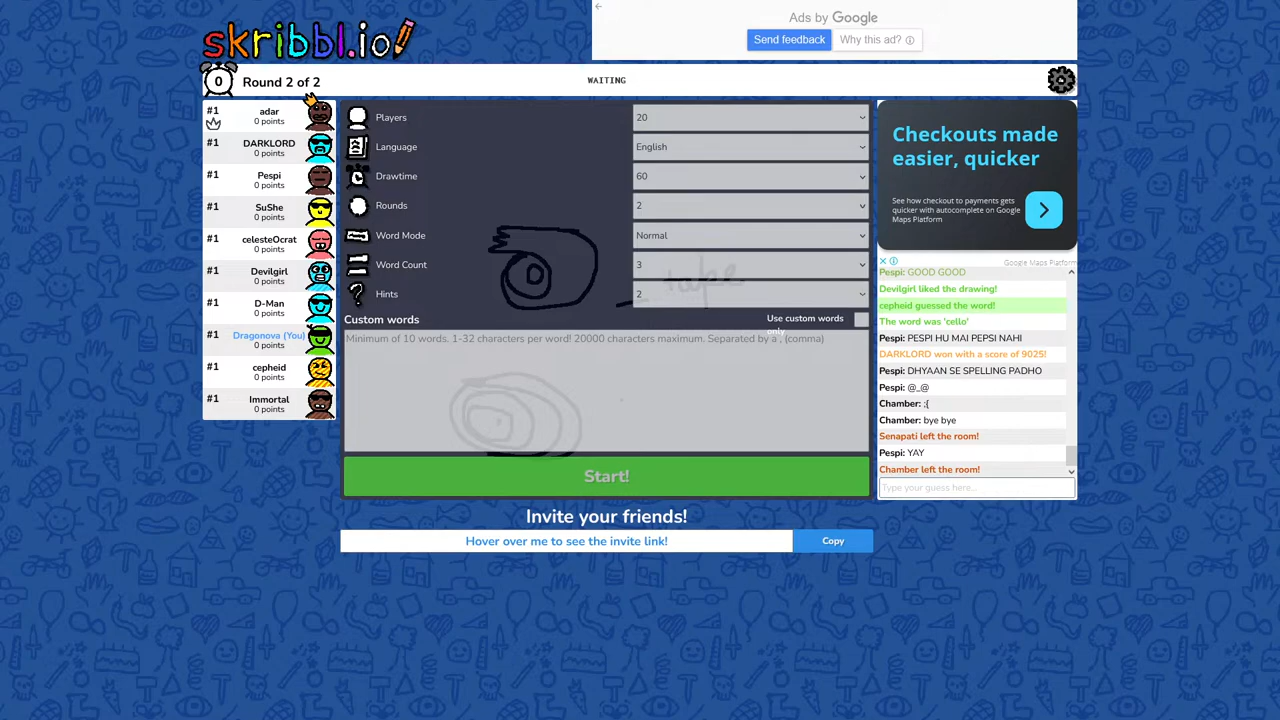 Ads by Google
Send feedback
Why this ad?
skribbl.io
0
Round 2 of 2
WAITING
#1
adar
0 points
#1
DARKLORD
0 points
#1
Pespi
0 points
#1
SuShe
0 points
#1
celesteOcrat
0 points
#1
Devilgirl
0 points
#1
D-Man
0 points
#1
Dragonova (You)
0 points
#1
cepheid
0 points
#1
Immortal
0 points
Players
20
Language
English
Drawtime
60
Rounds
2
Word Mode
Normal
Word Count
3
Hints
2
tape
Custom words
Use custom words only
Minimum of 10 words. 1-32 characters per word! 20000 characters maximum. Separated by a , (comma)
Start!
Invite your friends!
Hover over me to see the invite link!
Copy
Checkouts made
easier, quicker
See how checkout to payments gets
quicker with autocomplete on Google
Maps Platform
Google Maps Platform
Pespi: GOOD GOOD
Devilgirl liked the drawing!
cepheid guessed the word!
The word was 'cello'
Pespi: PESPI HU MAI PEPSI NAHI
DARKLORD won with a score of 9025!
Pespi: DHYAAN SE SPELLING PADHO
Pespi: @_@
Chamber: ;{
Chamber: bye bye
Senapati left the room!
Pespi: YAY
Chamber left the room!
Type your guess here...